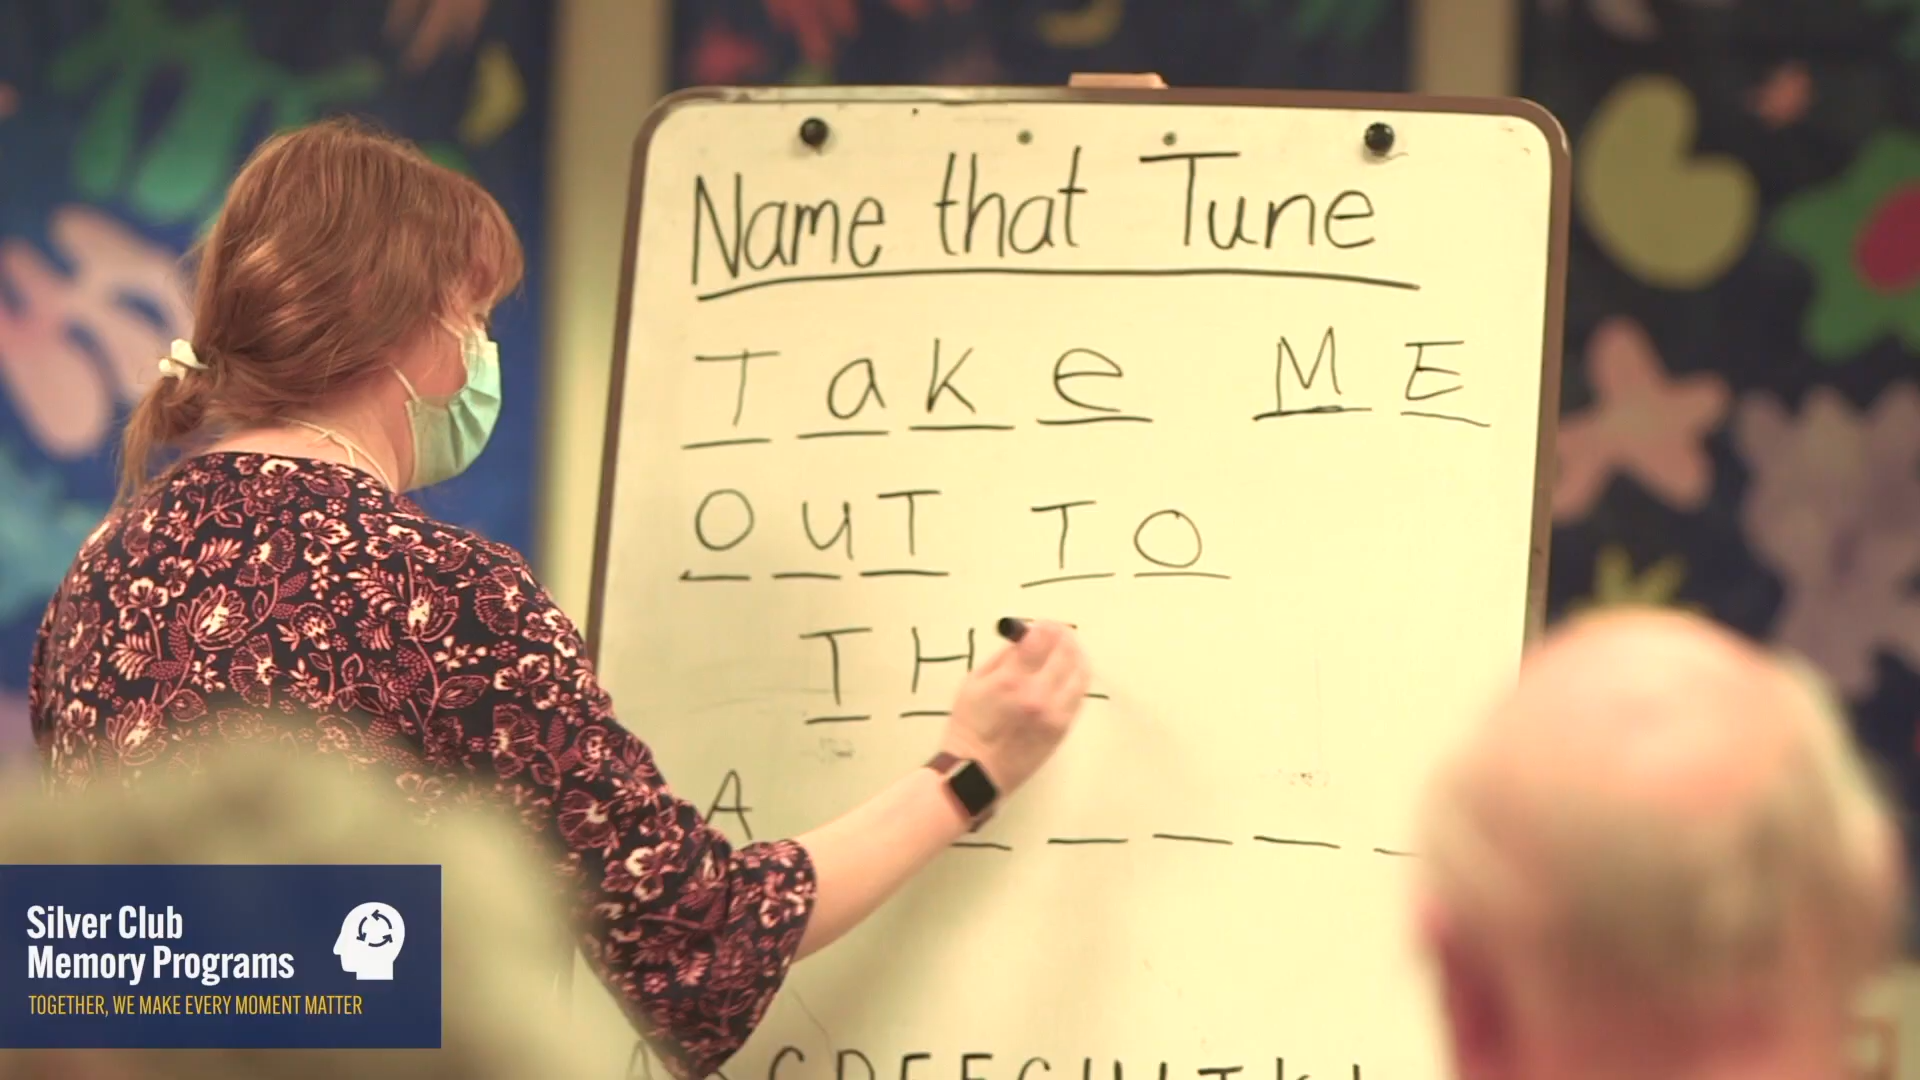 Name that Tune
Take ME
OUT TO
TH
A
Silver Club
Memory Programs
TOGETHER, WE MAKE EVERY MOMENT MATTER